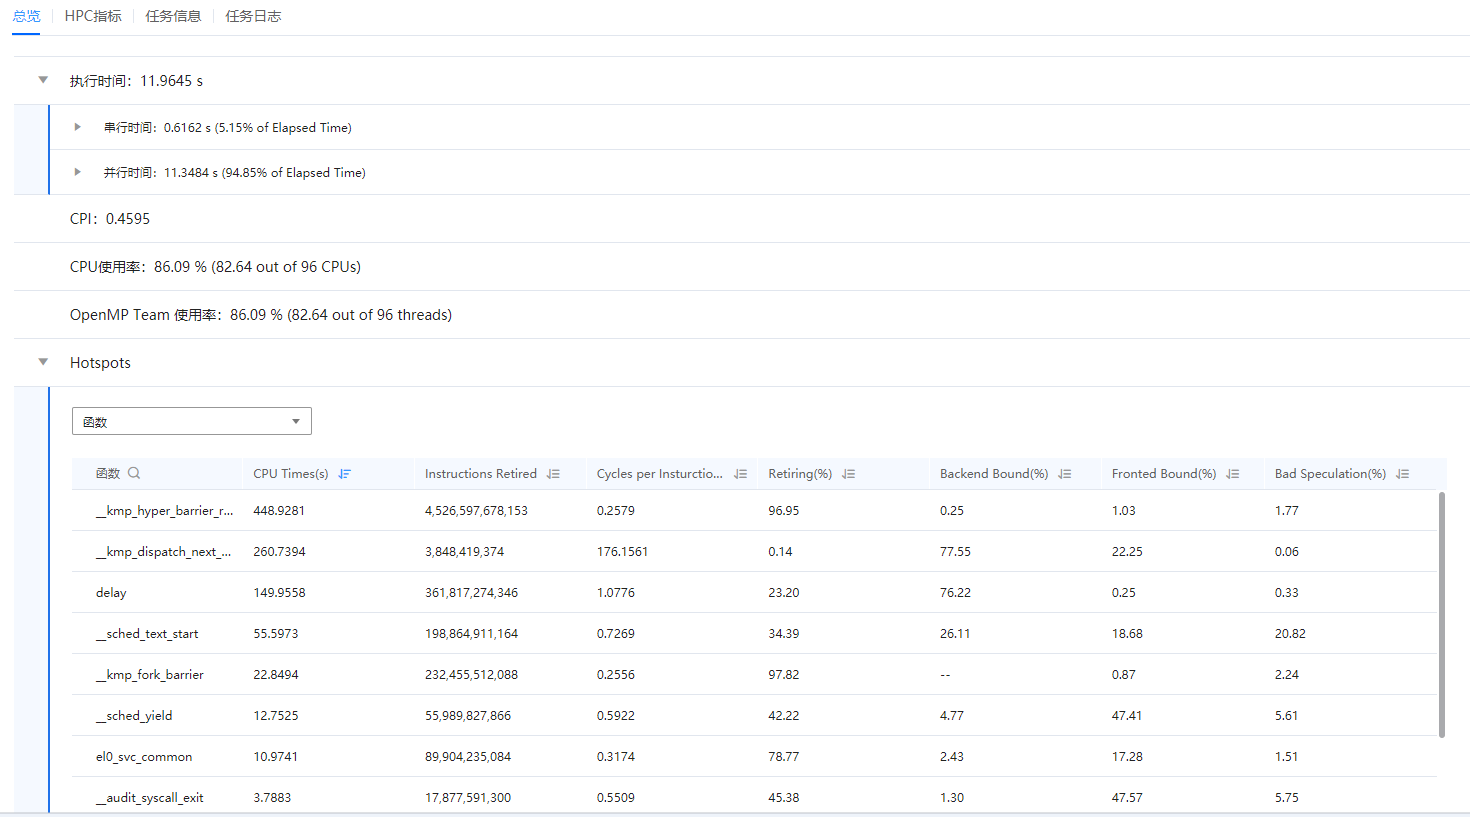 总览 HPC指标 任务信息 任务日志
执行时间：11.9645 s
串行时间：0.6162 s (5.15% of Elapsed Time)
并行时间：11.3484 s (94.85% of Elapsed Time)
CPI：0.4595
CPU使用率：86.09 % (82.64 out of 96 CPUs)
OpenMP Team 使用率：86.09 % (82.64 out of 96 threads)
Hotspots
函数
函数 CPU Times(s) Instructions Retired Cycles per Insturctio... Retiring(%) Backend Bound(%) Fronted Bound(%) Bad Speculation(%)
__kmp_hyper_barrier_r... 448.9281 4,526,597,678,153 0.2579 96.95 0.25 1.03 1.77
__kmp_dispatch_next_... 260.7394 3,848,419,374 176.1561 0.14 77.55 22.25 0.06
delay 149.9558 361,817,274,346 1.0776 23.20 76.22 0.25 0.33
__sched_text_start 55.5973 198,864,911,164 0.7269 34.39 26.11 18.68 20.82
__kmp_fork_barrier 22.8494 232,455,512,088 0.2556 97.82 -- 0.87 2.24
__sched_yield 12.7525 55,989,827,866 0.5922 42.22 4.77 47.41 5.61
el0_svc_common 10.9741 89,904,235,084 0.3174 78.77 2.43 17.28 1.51
__audit_syscall_exit 3.7883 17,877,591,300 0.5509 45.38 1.30 47.57 5.75